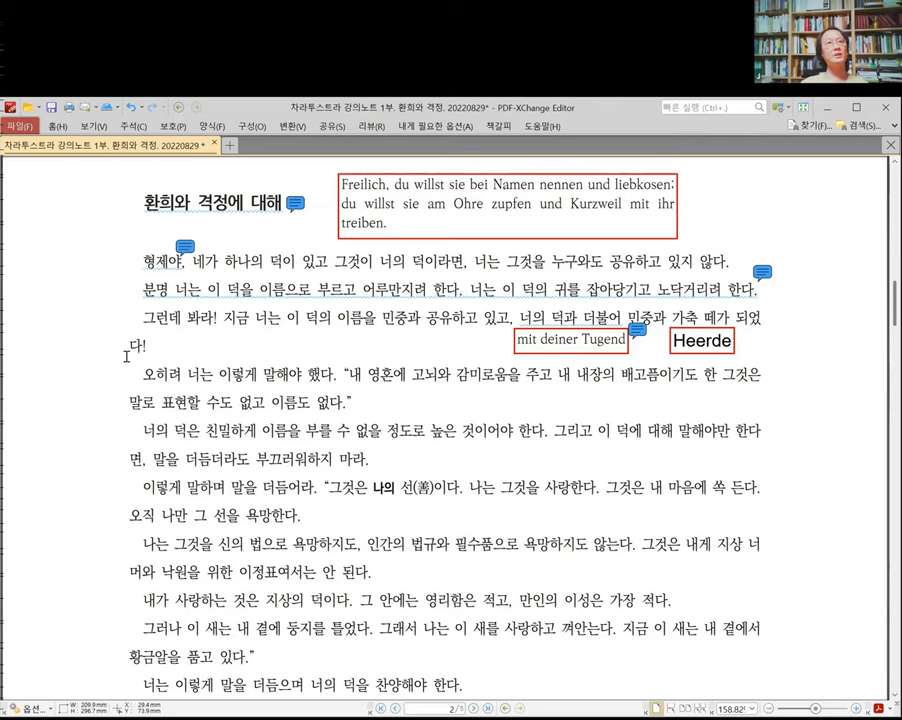 차라투스트라 강의노트 1부. 환희와 격정. 20220829* - PDF-XChange Editor
빠른 실행 (Ctrl+.)
파일(F) 홈(H) 보기(V) 주석(C) 보호(P) 양식(F) 구성(O) 변환(V) 공유(S) 리뷰(R) 내게 필요한 옵션(A) 책갈피 도움말(H) 찾기(F)... 검색(S)...
차라투스트라 강의노트 1부. 환희와 격정. 20220829 *
환희와 격정에 대해
Freilich, du willst sie bei Namen nennen und liebkosen;
du willst sie am Ohre zupfen und Kurzweil mit ihr
treiben.
형제야, 네가 하나의 덕이 있고 그것이 너의 덕이라면, 너는 그것을 누구와도 공유하고 있지 않다.
분명 너는 이 덕을 이름으로 부르고 어루만지려 한다. 너는 이 덕의 귀를 잡아당기고 노닥거리려 한다.
그런데 봐라! 지금 너는 이 덕의 이름을 민중과 공유하고 있고, 너의 덕과 더불어 민중과 가축 떼가 되었
다!
mit deiner Tugend
Heerde
오히려 너는 이렇게 말해야 했다. “내 영혼에 고뇌와 감미로움을 주고 내 내장의 배고픔이기도 한 그것은
말로 표현할 수도 없고 이름도 없다.”
너의 덕은 친밀하게 이름을 부를 수 없을 정도로 높은 것이어야 한다. 그리고 이 덕에 대해 말해야만 한다
면, 말을 더듬더라도 부끄러워하지 마라.
이렇게 말하며 말을 더듬어라. “그것은 나의 선(善)이다. 나는 그것을 사랑한다. 그것은 내 마음에 쏙 든다.
오직 나만 그 선을 욕망한다.
나는 그것을 신의 법으로 욕망하지도, 인간의 법규와 필수품으로 욕망하지도 않는다. 그것은 내게 지상 너
머와 낙원을 위한 이정표여서는 안 된다.
내가 사랑하는 것은 지상의 덕이다. 그 안에는 영리함은 적고, 만인의 이성은 가장 적다.
그러나 이 새는 내 곁에 둥지를 틀었다. 그래서 나는 이 새를 사랑하고 껴안는다. 지금 이 새는 내 곁에서
황금알을 품고 있다.”
너는 이렇게 말을 더듬으며 너의 덕을 찬양해야 한다.
옵션... W: 209.9mm X: 29.4mm 2/5 158.82%
H: 296.7mm Y: 73.9mm